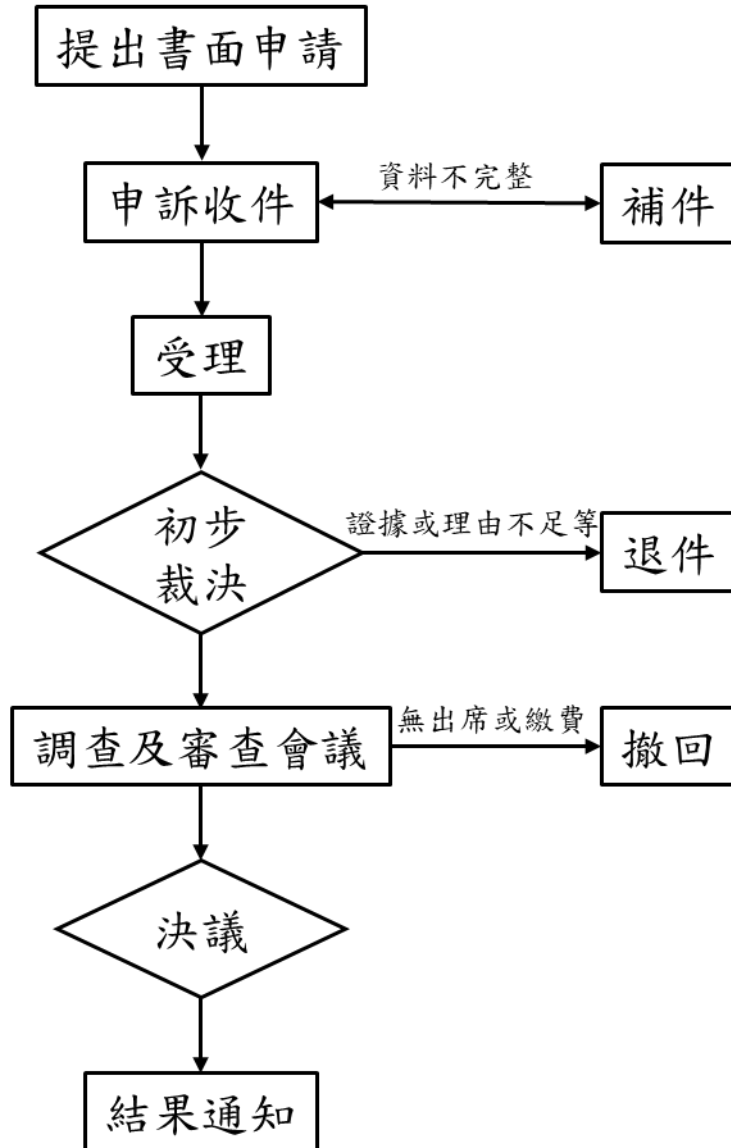 提出書面申請
申訴收件
資料不完整
補件
受理
初步
裁決
證據或理由不足等
退件
調查及審查會議
無出席或繳費
撤回
決議
結果通知